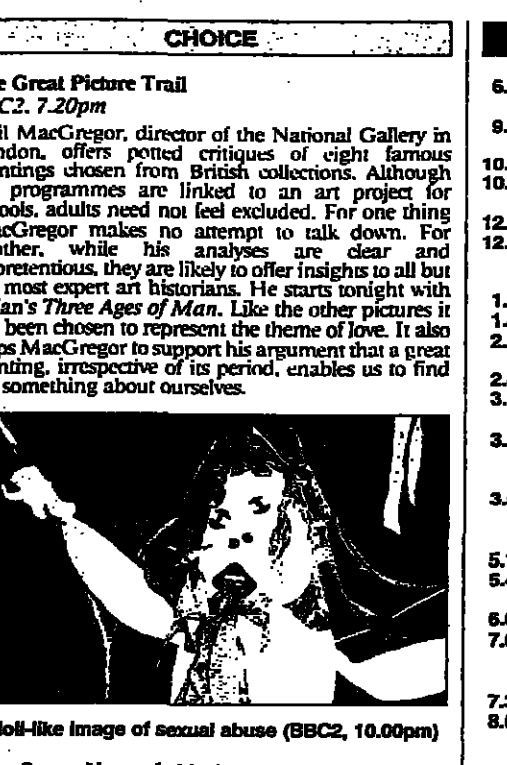 CHOICE
e Great Picture Trail
C2, 7.20pm
il MacGregor, director of the National Gallery in
ndon, offers potted critiques of eight famous
ntings chosen from British collections. Although
programmes are linked to an art project for
ools, adults need not feel excluded. For one thing
acGregor makes no attempt to talk down. For
other, while his analyses are clear and
pretentious, they are likely to offer insights to all but
most expert art historians. He starts tonight with
ian's Three Ages of Man. Like the other pictures it
been chosen to represent the theme of love. It also
ps MacGregor to support his argument that a great
nting, irrespective of its period, enables us to find
something about ourselves.
doll-like image of sexual abuse (BBC2, 10.00pm)
6.
9.
10.
10.
12.
12.
1.
1.
2.
2.
3.
3.
3.
5.
5.
6.
7.
7.
8.